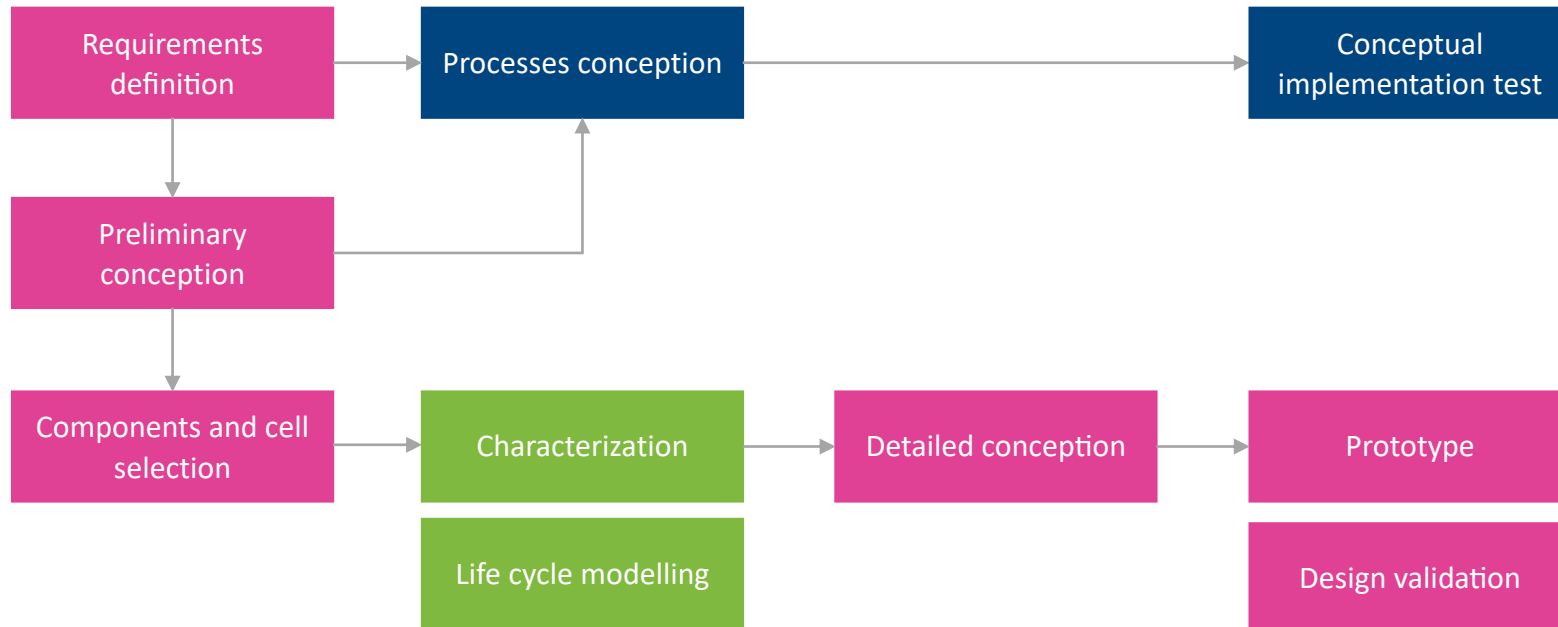 Requirements
definition
Processes conception
Conceptual
implementation test
Preliminary
conception
Components and cell
selection
Characterization
Detailed conception
Prototype
Life cycle modelling
Design validation